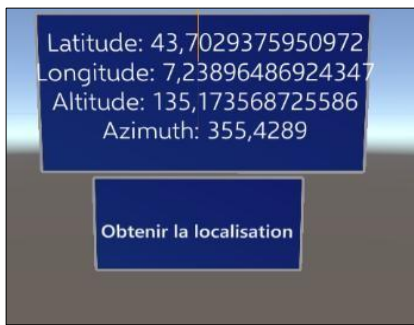 Latitude: 43,7029375950972
Longitude: 7,23896486924347
Altitude: 135,173568725586
Azimuth: 355,4289
Obtenir la localisation